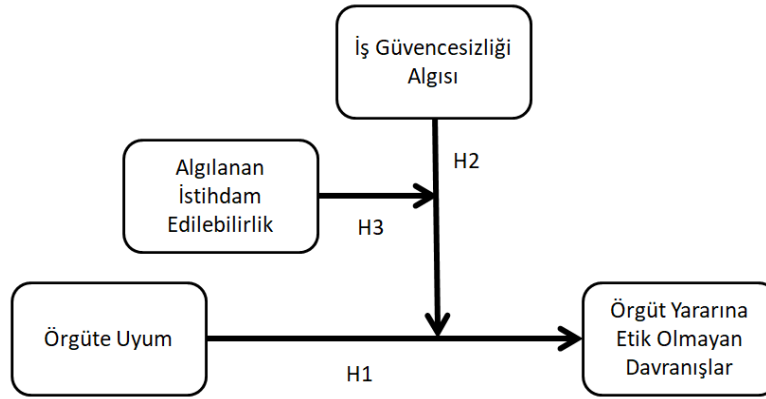 İş Güvencesizliği
Algısı
H2
Algılanan
İstihdam
Edilebilirlik
H3
Örgüte Uyum
H1
Örgüt Yararına
Etik Olmayan
Davranışlar